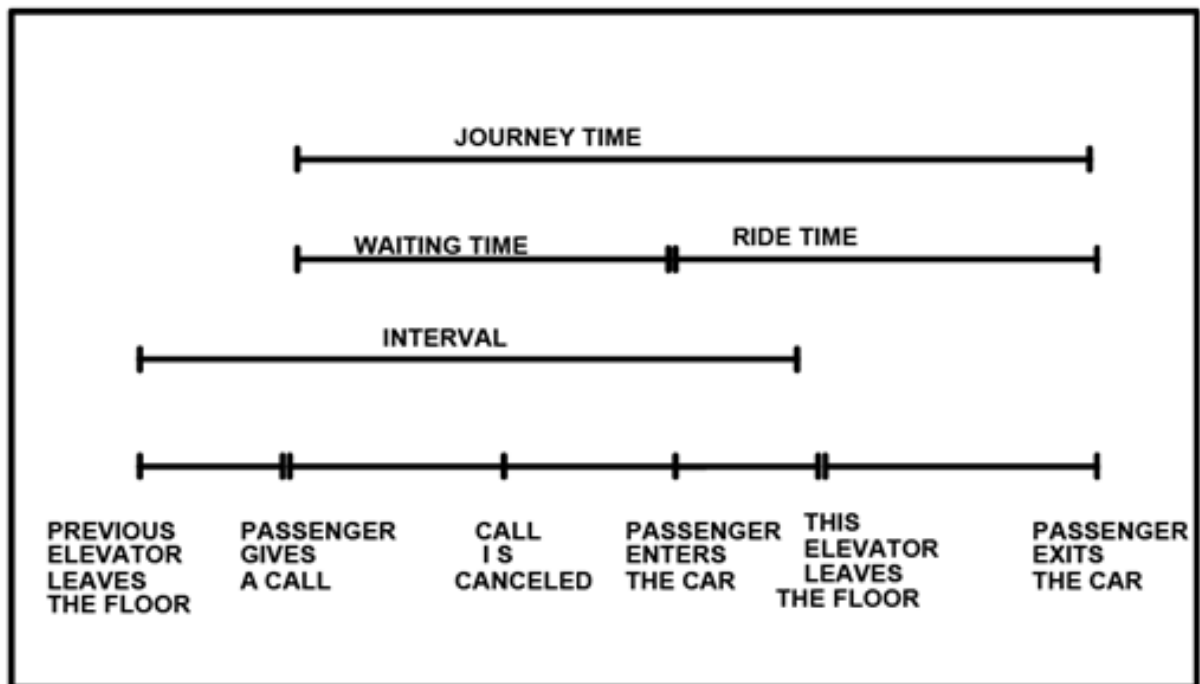 JOURNEY TIME
WAITING TIME
RIDE TIME
INTERVAL
PREVIOUS
ELEVATOR
LEAVES
THE FLOOR
PASSENGER
GIVES
A CALL
CALL
I S
CANCELED
PASSENGER
ENTERS
THE CAR
THIS
ELEVATOR
LEAVES
THE FLOOR
PASSENGER
EXITS
THE CAR